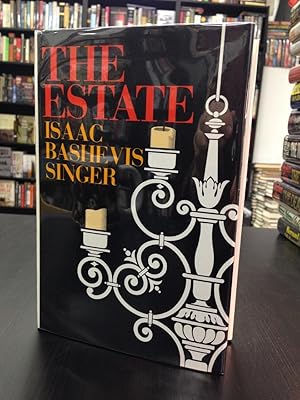 THE
ESTATE
ISAAC
BASHEVIS
SINGER